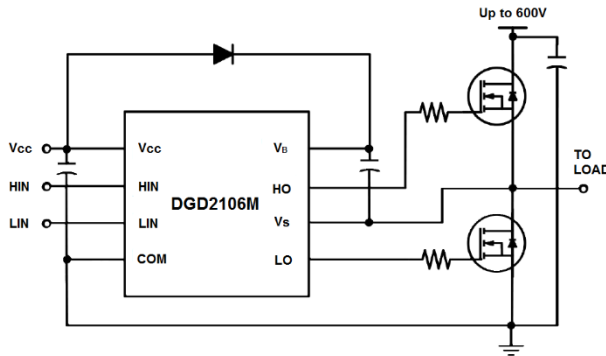 Up to 600V
Vcc
HIN
LIN
Vcc
HIN
LIN
COM
DGD2106M
VB
HO
Vs
LO
TO
LOAD